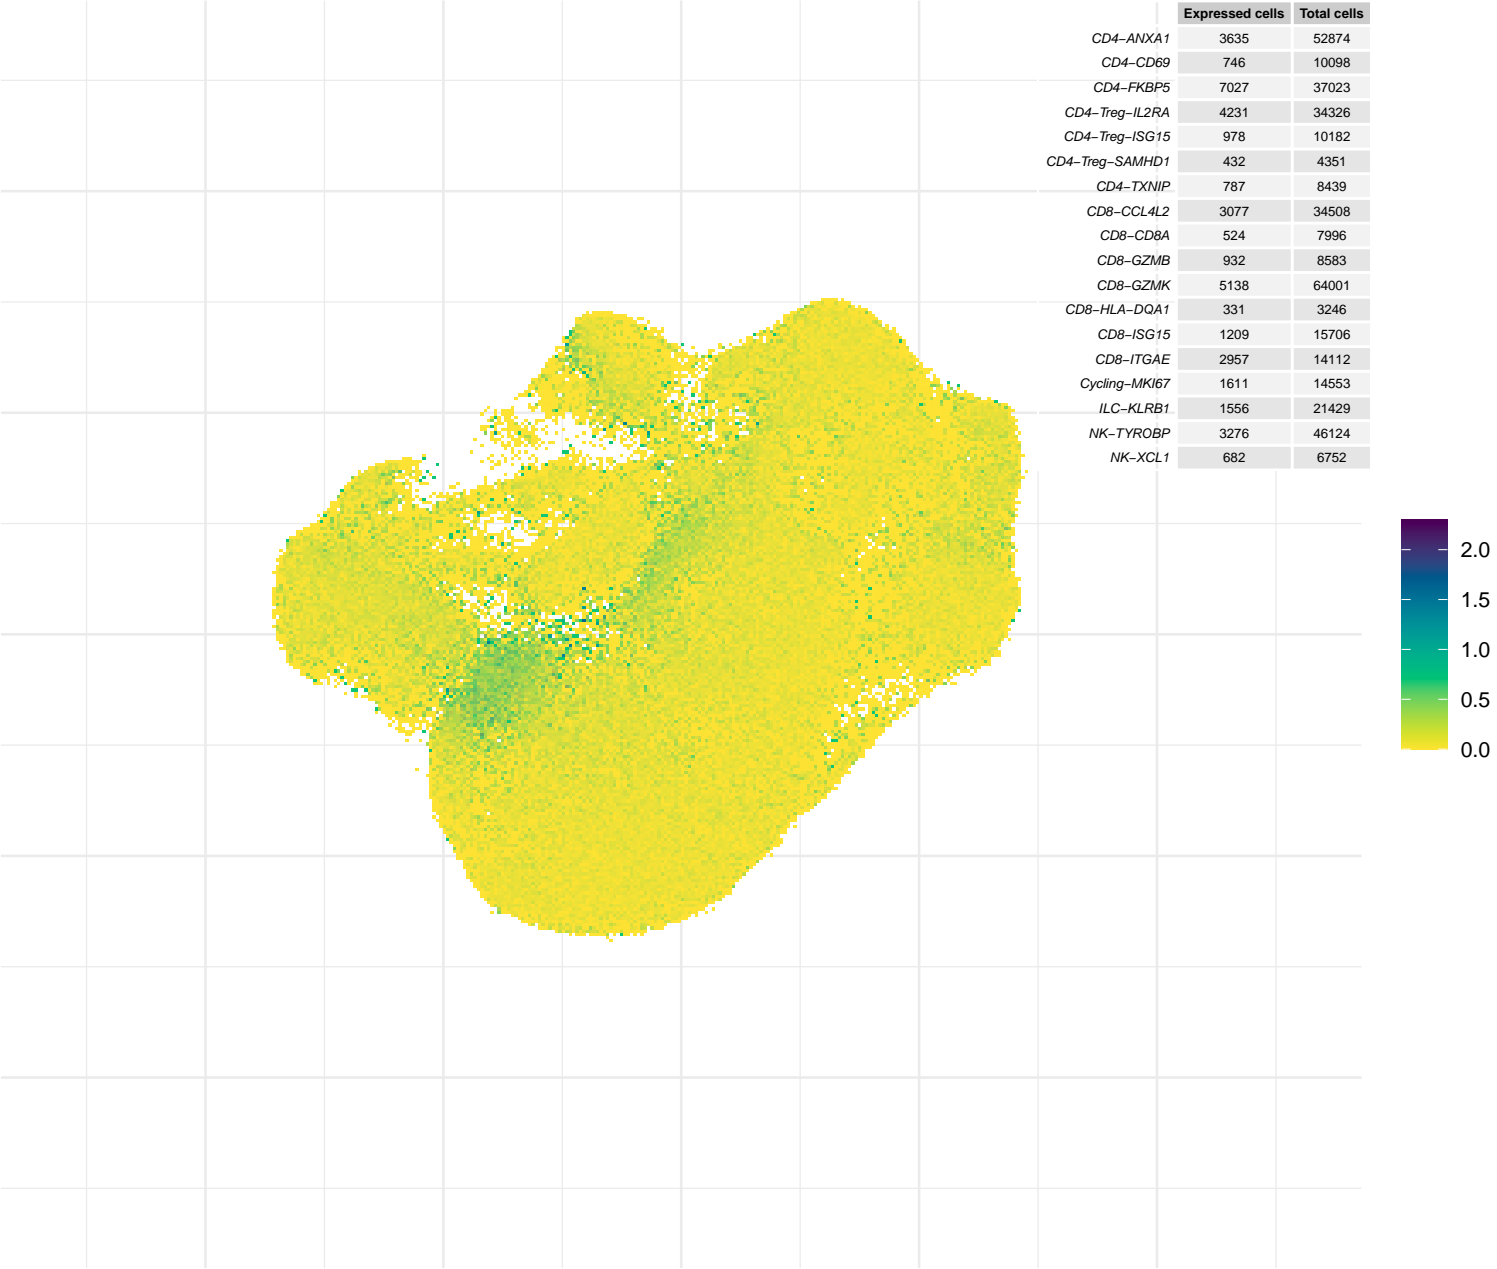 Expressed cells Total cells
CD4−ANXA1 3635 52874
CD4−CD69 746 10098
CD4−FKBP5 7027 37023
CD4−Treg−IL2RA 4231 34326
CD4−Treg−ISG15 978 10182
CD4−Treg−SAMHD1 432 4351
CD4−TXNIP 787 8439
CD8−CCL4L2 3077 34508
CD8−CD8A 524 7996
CD8−GZMB 932 8583
CD8−GZMK 5138 64001
CD8−HLA−DQA1 331 3246
CD8−ISG15 1209 15706
CD8−ITGAE 2957 14112
Cycling−MKI67 1611 14553
ILC−KLRB1 1556 21429
NK−TYROBP 3276 46124
NK−XCL1 682 6752
2.0
1.5
1.0
0.5
0.0